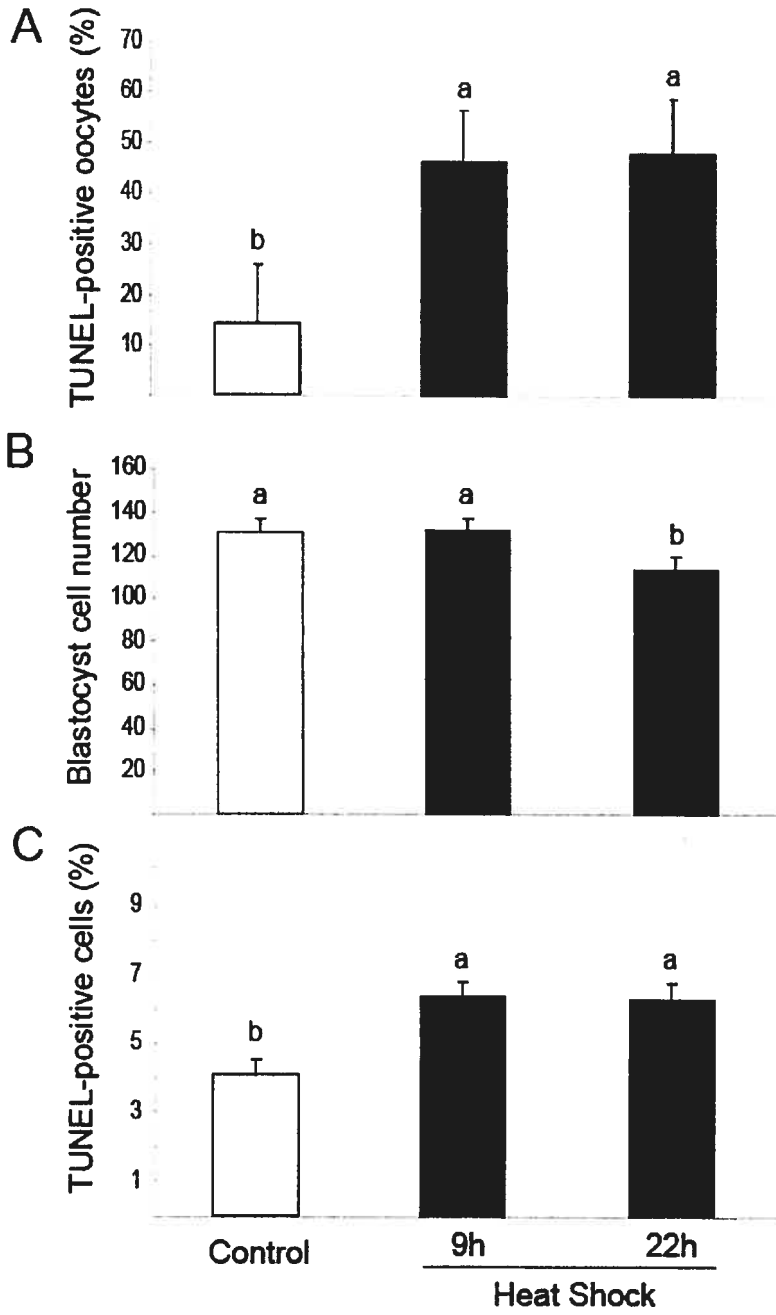 A
TUNEL-positive oocytes (%)
70
60
50
40
30
20
10
b
a
a
B
Blastocyst cell number
160
140
120
100
80
60
40
20
a
a
b
C
TUNEL-positive cells (%)
9
7
5
3
1
b
a
a
Control
9h
22h
Heat Shock